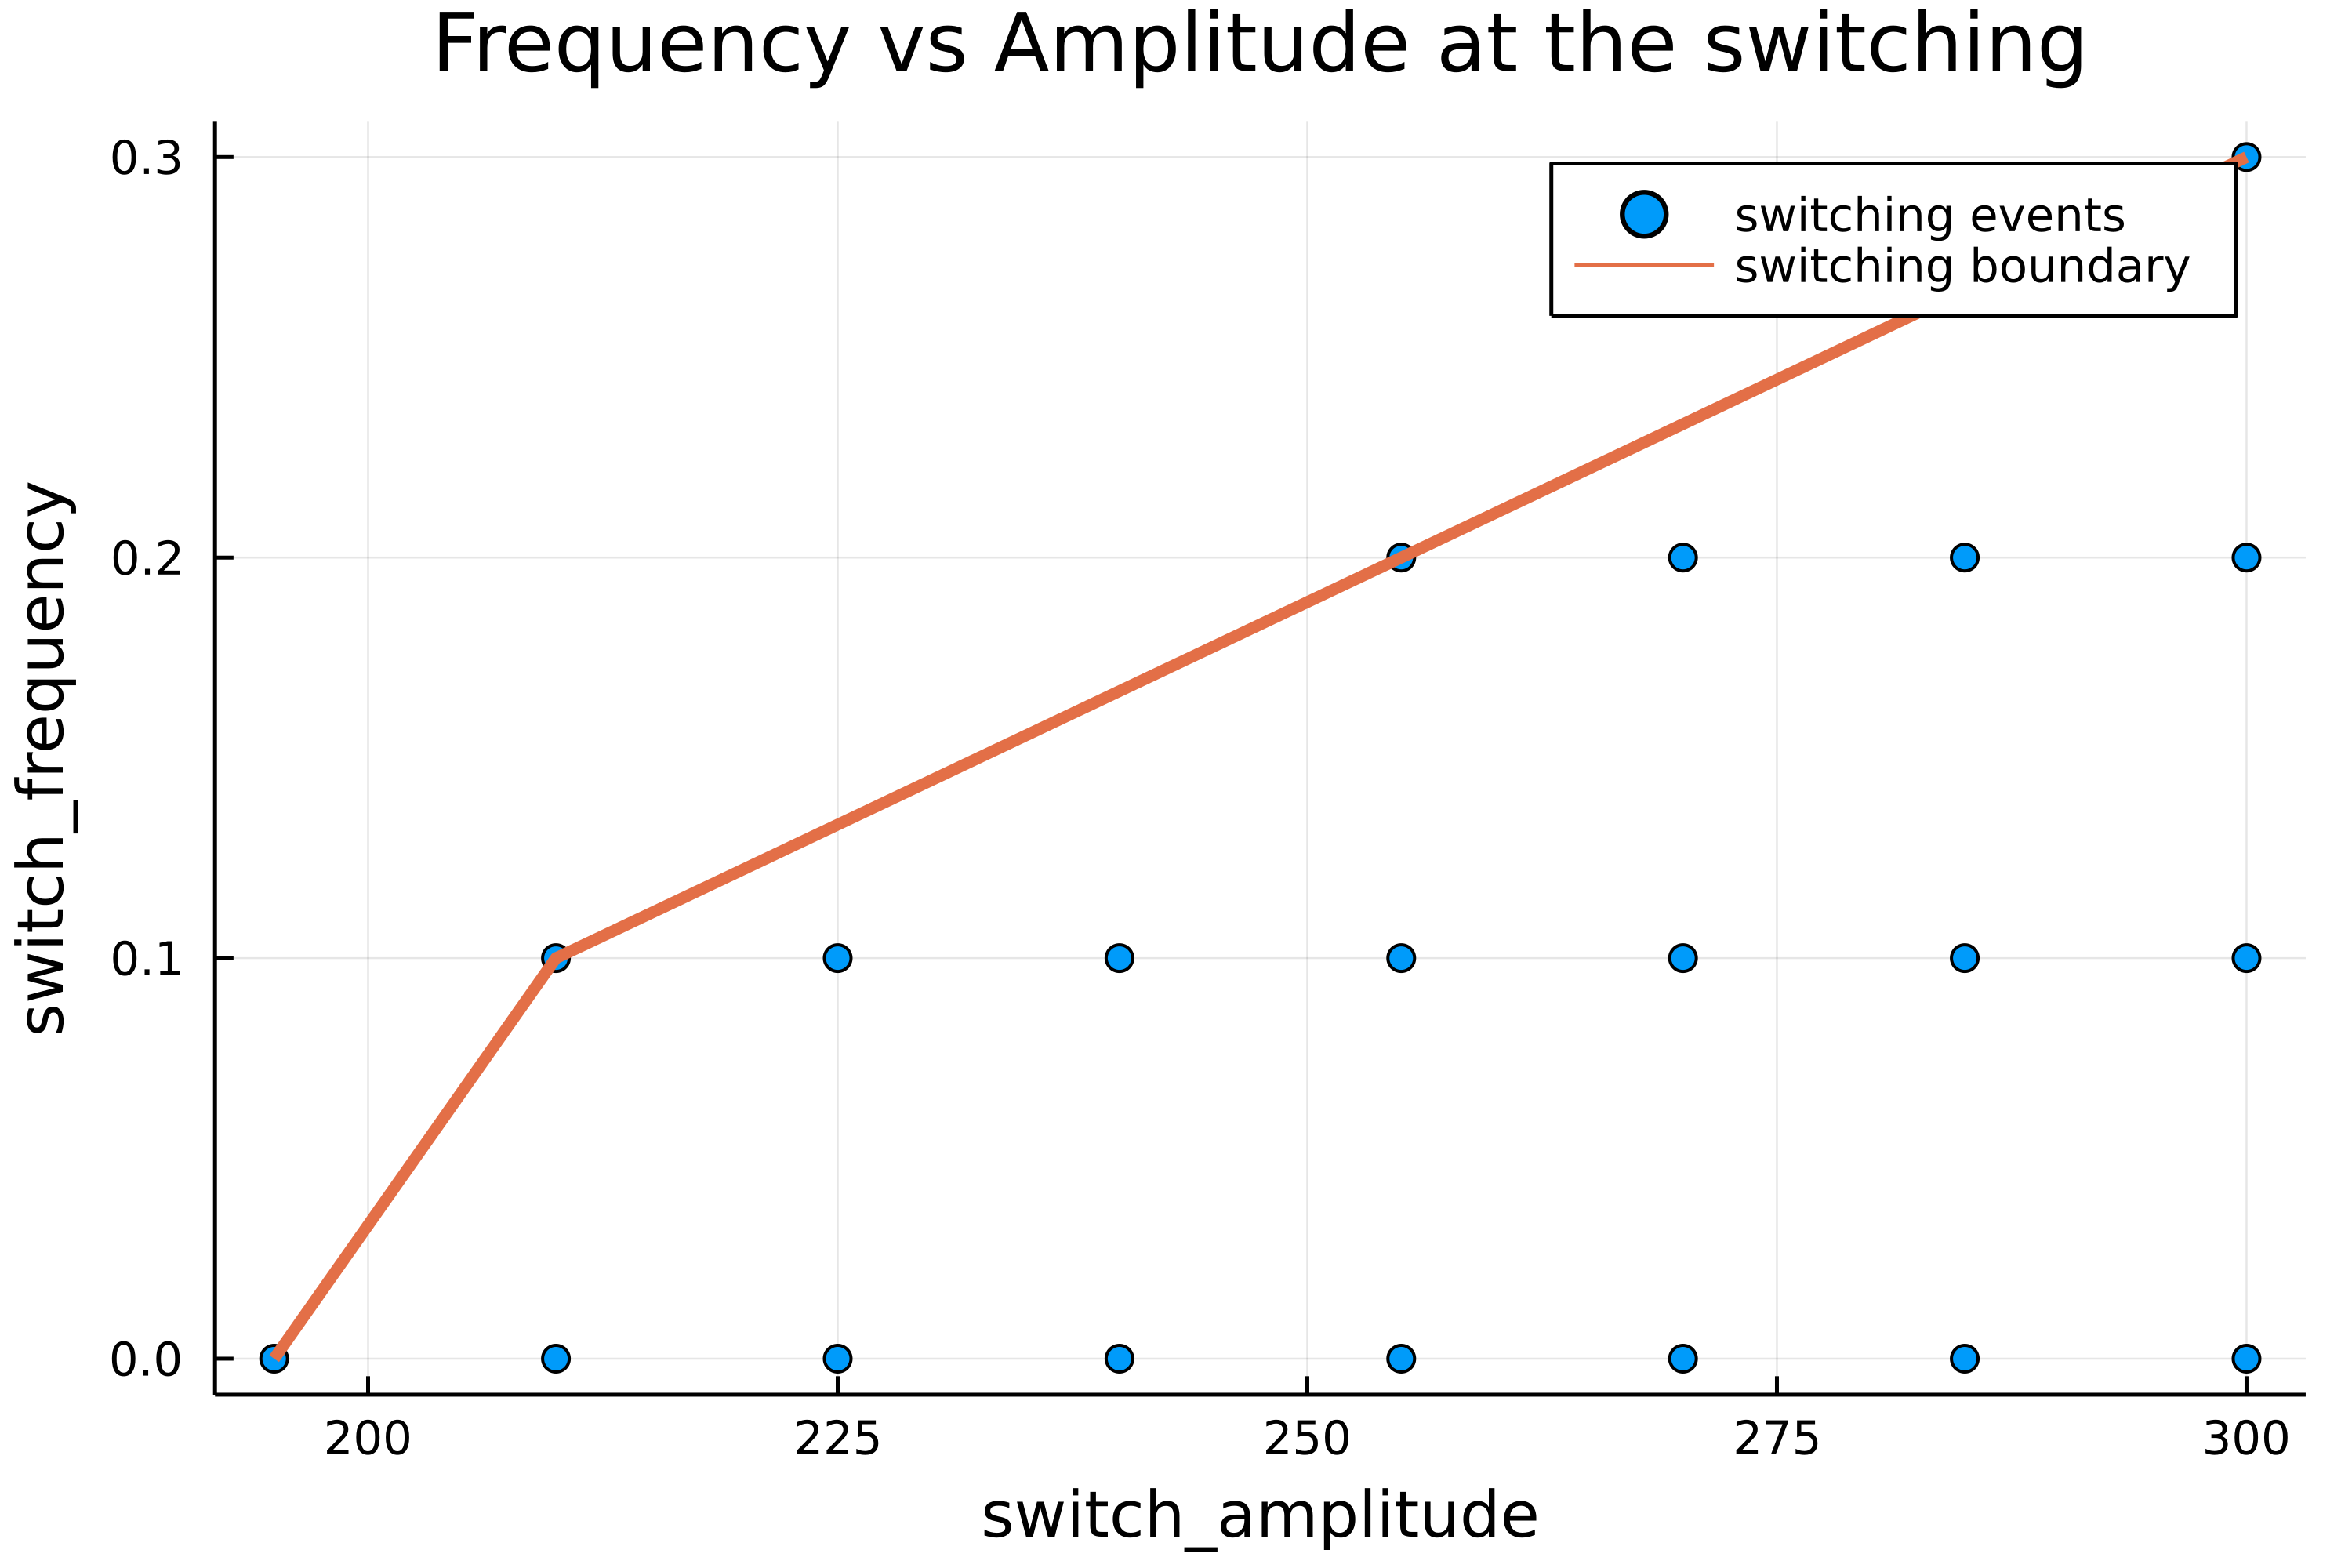 Frequency vs Amplitude at the switching
switching events
switching boundary
switch_frequency
0.3
0.2
0.1
0.0
200 225 250 275 300
switch_amplitude